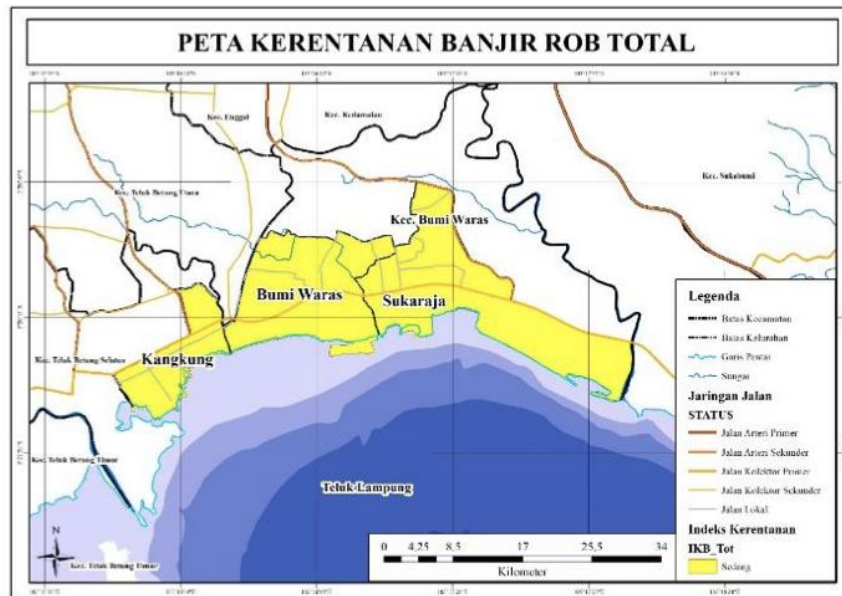 PETA KERENTANAN BANJIR ROB TOTAL
Kec. Enggal
Kec. Kedamaian
Kec. Sukabumi
Kec. Teluk Betung Utara
Kec. Bumi Waras
Bumi Waras
Sukaraja
Kangkung
Kec. Teluk Betung Selatan
Kec. Teluk Betung Timur
Teluk Lampung
Kec. Teluk Betung Timur
N
0 4,25 8,5 17 25,5 34
Kilometer
Legenda
Batas Kecamatan
Batas Kelurahan
Garis Pantai
Sungai
Jaringan Jalan
STATUS
Jalan Arteri Primer
Jalan Arteri Sekunder
Jalan Kolektor Primer
Jalan Kolektor Sekunder
Jalan Lokal
Indeks Kerentanan
IKB_Tot
Sedang